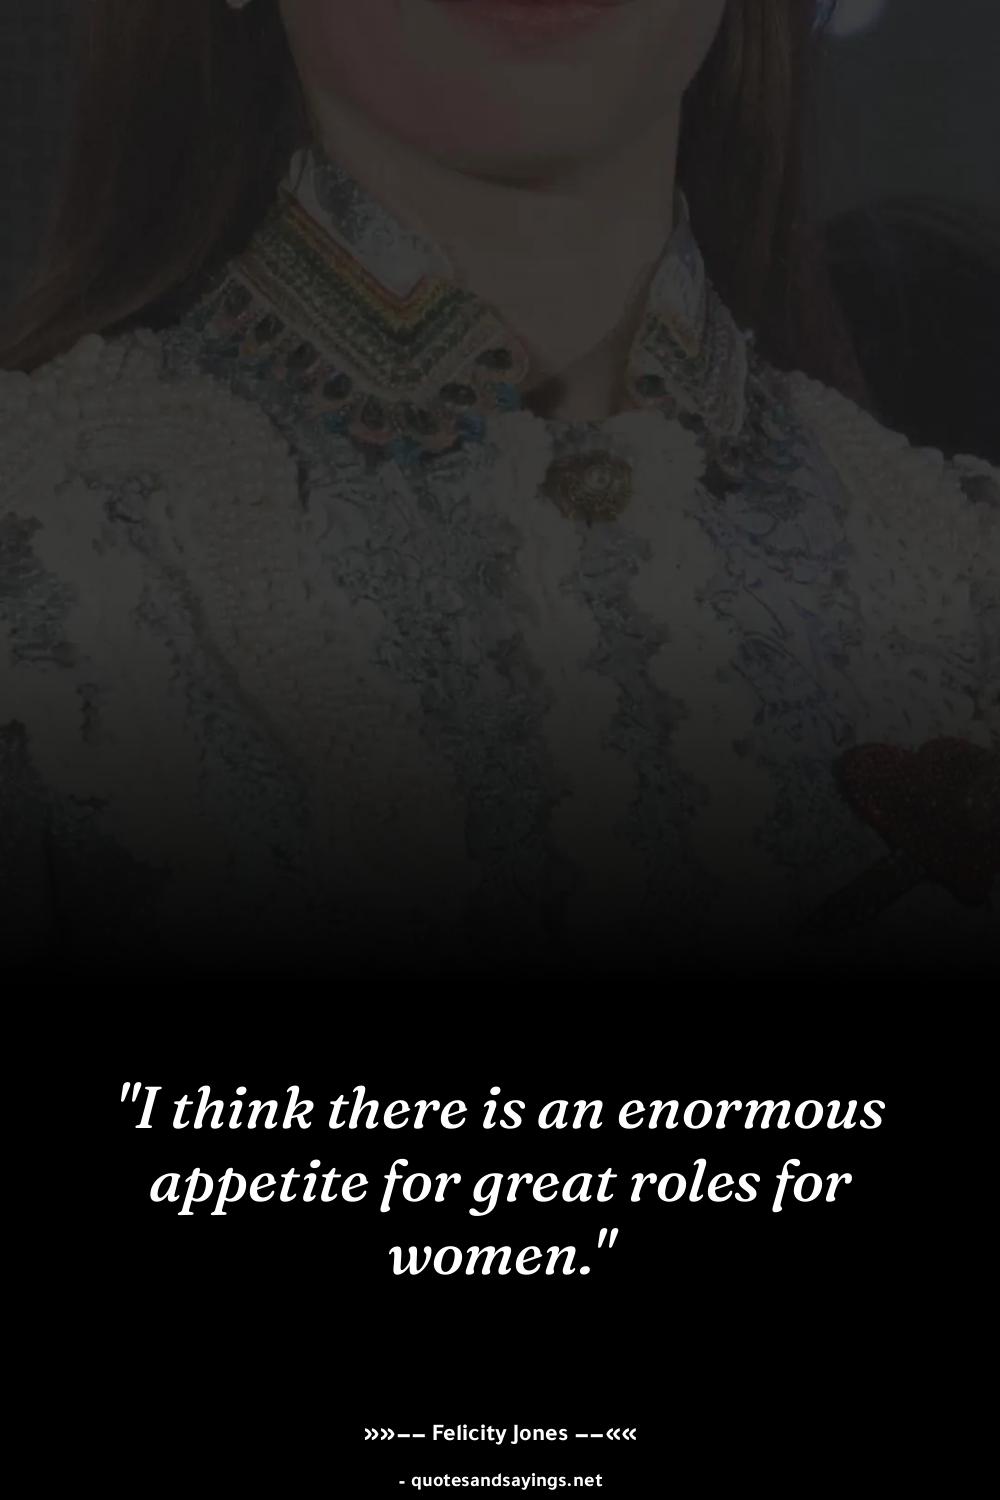 "I think there is an enormous
appetite for great roles for
women."
»»–– Felicity Jones ––««
- quotesandsayings.net